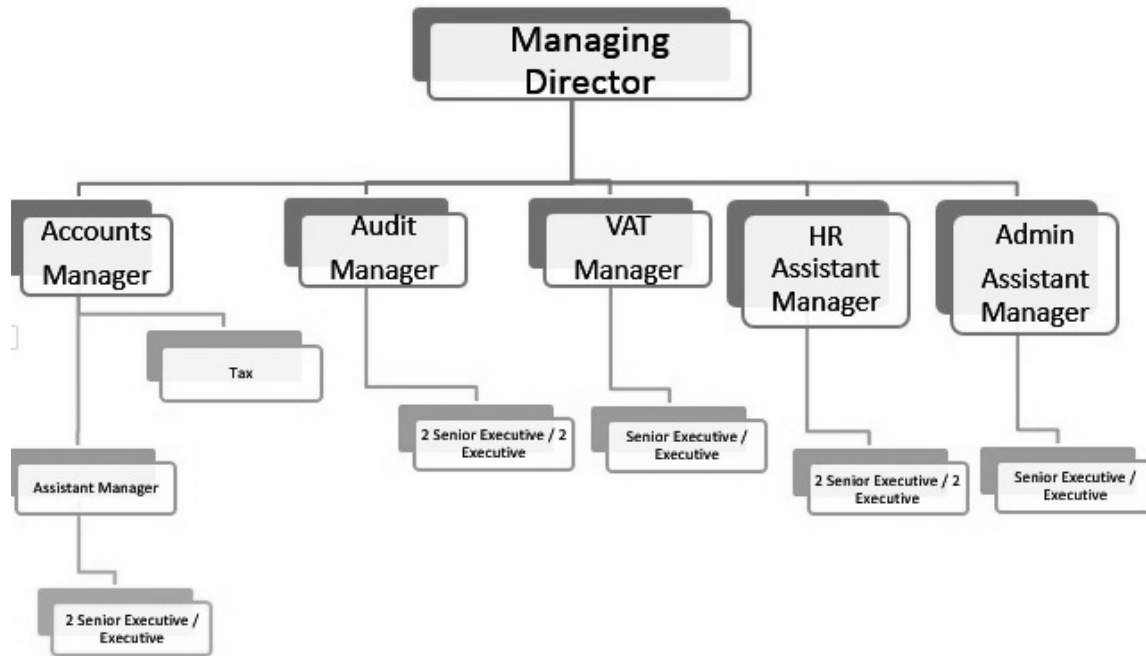 Managing
Director
Accounts
Manager
Audit
Manager
VAT
Manager
HR
Assistant
Manager
Admin
Assistant
Manager
Tax
2 Senior Executive / 2
Executive
Senior Executive /
Executive
Assistant Manager
2 Senior Executive / 2
Executive
Senior Executive /
Executive
2 Senior Executive /
Executive